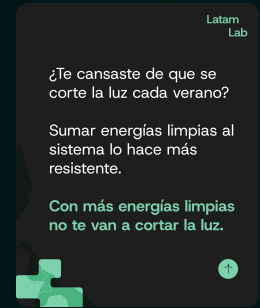 Latam
Lab
¿Te cansaste de que se
corte la luz cada verano?
Sumar energías limpias al
sistema lo hace más
resistente.
Con más energías limpias
no te van a cortar la luz.